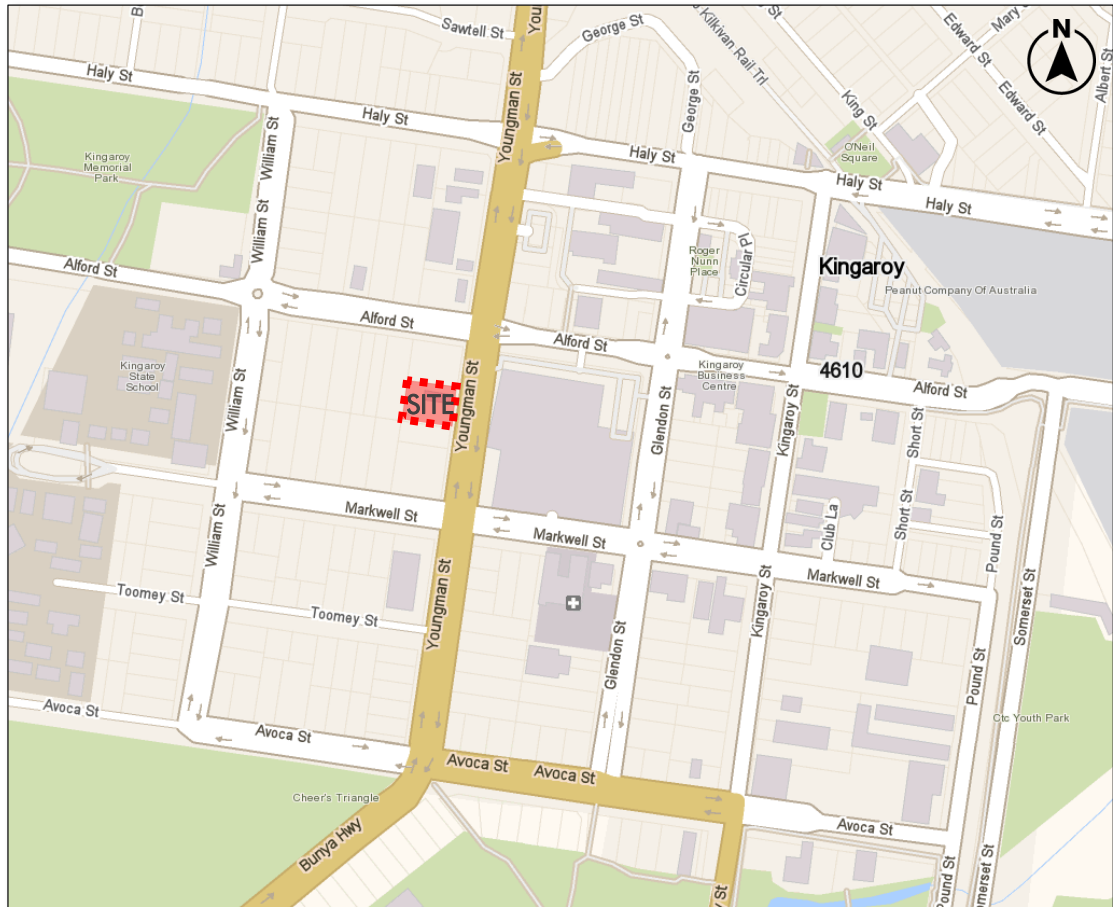 Sawtell St
George St
N
Haly St
Youngman St
Kilkivan Rail Trl
Edward St
Mary
Edward St
Albert St
King St
George St
Haly St
William St
Youngman St
Haly St
O'Neil
Square
Kingaroy
Memorial
Park
Haly St
Haly St
William St
Alford St
Roger
Nunn
Place
Circular Pl
Kingaroy
Peanut Company Of Australia
Alford St
Alford St
Kingaroy
State
School
Kingaroy
Business
Centre
4610
Alford St
SITE
Youngman St
William St
Glendon St
Kingaroy St
Short St
Markwell St
Markwell St
William St
Club La
Short St
Pound St
Markwell St
Toomey St
Toomey St
Youngman St
Glendon St
Kingaroy St
Somerset St
Pound St
Avoca St
Avoca St
Avoca St
Avoca St
Ctc Youth Park
Cheer's Triangle
Avoca St
Bunya Hwy
Pound St
Somerset St